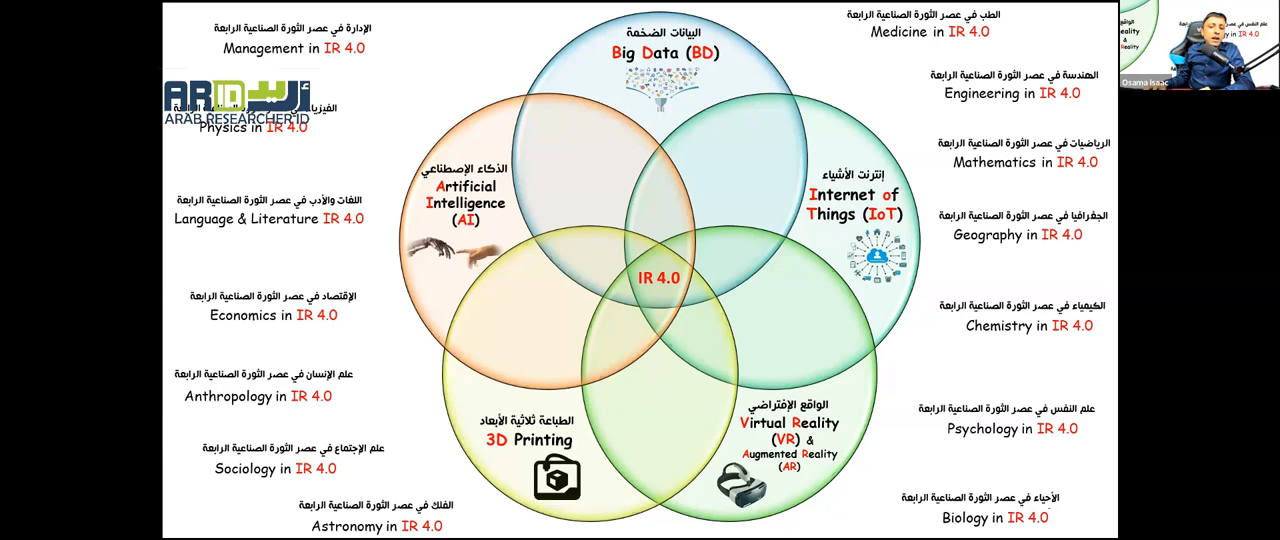 الإدارة في عصر الثورة الصناعية الرابعة
Management in IR 4.0
ARID
أريد
ARAB RESEARCHER ID
Physics in IR 4.0
اللغات والأدب في عصر الثورة الصناعية الرابعة
Language & Literature IR 4.0
الإقتصاد في عصر الثورة الصناعية الرابعة
Economics in IR 4.0
علم الإنسان في عصر الثورة الصناعية الرابعة
Anthropology in IR 4.0
علم الإجتماع في عصر الثورة الصناعية الرابعة
Sociology in IR 4.0
الفلك في عصر الثورة الصناعية الرابعة
Astronomy in IR 4.0
البيانات الضخمة
Big Data (BD)
الذكاء الإصطناعي
Artificial
Intelligence
(AI)
إنترنت الأشياء
Internet of
Things (IoT)
IR 4.0
الطباعة ثلاثية الأبعاد
3D Printing
الواقع الإفتراضي
Virtual Reality
(VR) &
Augmented Reality
(AR)
الطب في عصر الثورة الصناعية الرابعة
Medicine in IR 4.0
الهندسة في عصر الثورة الصناعية الرابعة
Engineering in IR 4.0
الرياضيات في عصر الثورة الصناعية الرابعة
Mathematics in IR 4.0
الجغرافيا في عصر الثورة الصناعية الرابعة
Geography in IR 4.0
الكيمياء في عصر الثورة الصناعية الرابعة
Chemistry in IR 4.0
علم النفس في عصر الثورة الصناعية الرابعة
Psychology in IR 4.0
الأحياء في عصر الثورة الصناعية الرابعة
Biology in IR 4.0
Osama isaac